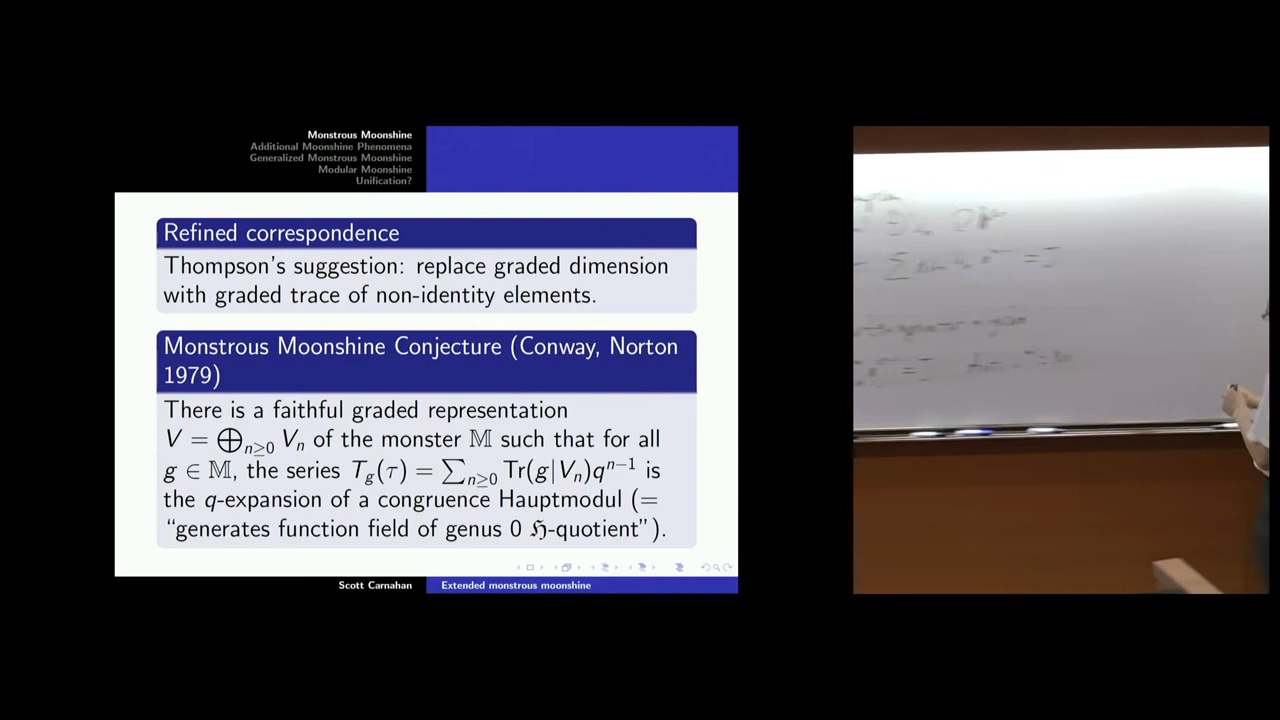 Monstrous Moonshine
Additional Moonshine Phenomena
Generalized Monstrous Moonshine
Modular Moonshine
Unification?
Refined correspondence
Thompson's suggestion: replace graded dimension
with graded trace of non-identity elements.
Monstrous Moonshine Conjecture (Conway, Norton
1979)
There is a faithful graded representation
V = ⨁_{n≥0} V_n of the monster 𝕄 such that for all
g ∈ 𝕄, the series T_g(τ) = ∑_{n≥0} Tr(g|V_n)q^{n−1} is
the q-expansion of a congruence Hauptmodul (=
“generates function field of genus 0 ℌ-quotient”).
Scott Carnahan
Extended monstrous moonshine